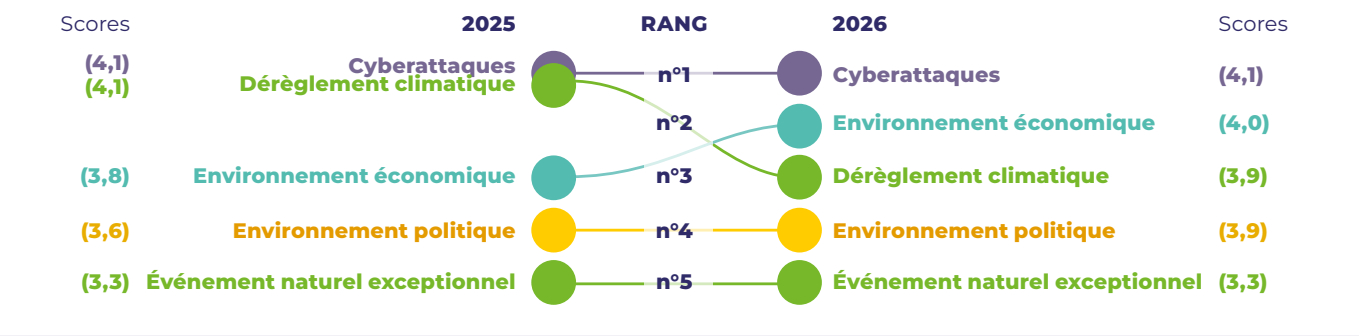 Scores 2025 RANG 2026 Scores
(4,1) Cyberattaques n°1 Cyberattaques (4,1)
(4,1) Dérèglement climatique
n°2 Environnement économique (4,0)
(3,8) Environnement économique n°3 Dérèglement climatique (3,9)
(3,6) Environnement politique n°4 Environnement politique (3,9)
(3,3) Événement naturel exceptionnel n°5 Événement naturel exceptionnel (3,3)